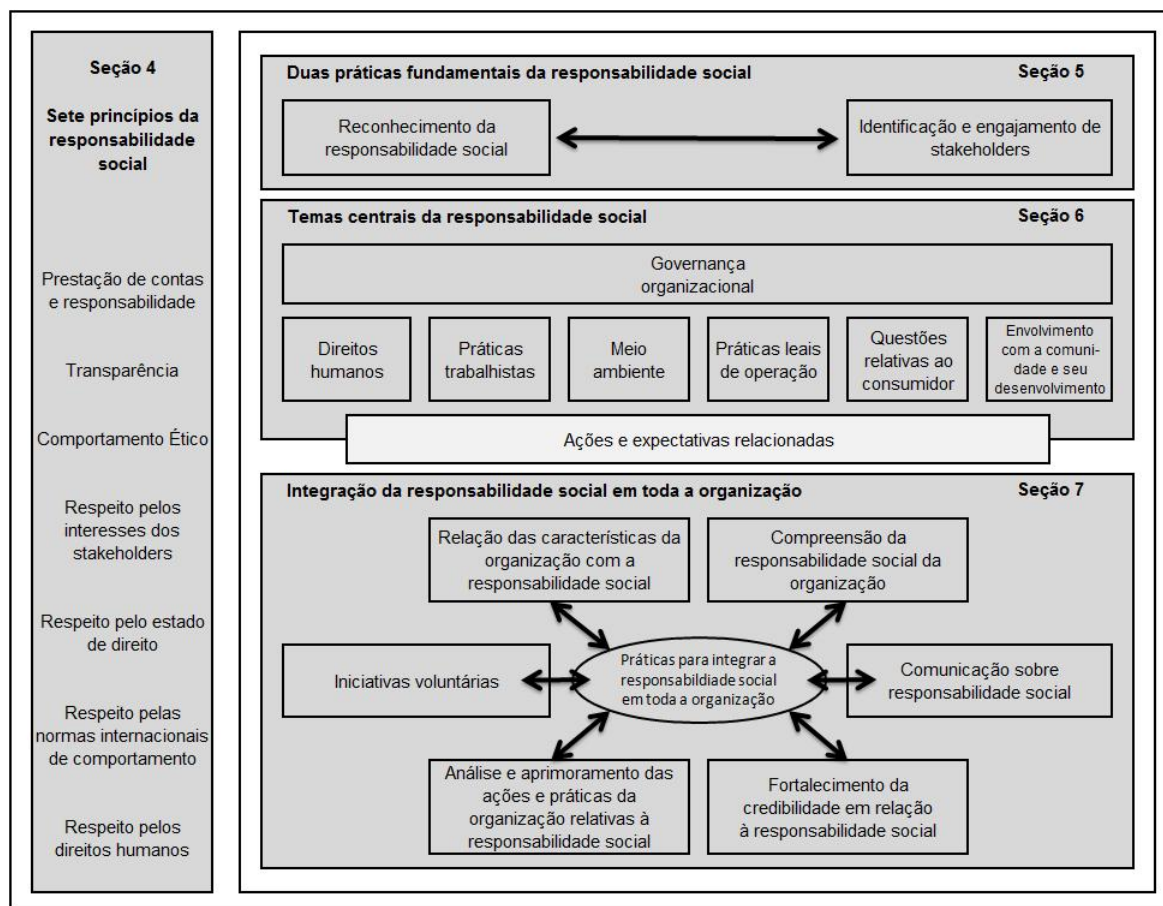 Seção 4
Sete princípios da
responsabilidade
social
Prestação de contas
e responsabilidade
Transparência
Comportamento Ético
Respeito pelos
interesses dos
stakeholders
Respeito pelo estado
de direito
Respeito pelas
normas internacionais
de comportamento
Respeito pelos
direitos humanos
Duas práticas fundamentais da responsabilidade social
Seção 5
Reconhecimento da
responsabilidade social
Identificação e engajamento de
stakeholders
Temas centrais da responsabilidade social
Seção 6
Governança
organizacional
Direitos
humanos
Práticas
trabalhistas
Meio
ambiente
Práticas leais
de operação
Questões
relativas ao
consumidor
Envolvimento
com a comuni-
dade e seu
desenvolvimento
Ações e expectativas relacionadas
Integração da responsabilidade social em toda a organização
Seção 7
Relação das características da
organização com a
responsabilidade social
Compreensão da
responsabilidade social da
organização
Iniciativas voluntárias
Práticas para integrar a
responsabildiade social
em toda a organização
Comunicação sobre
responsabilidade social
Análise e aprimoramento das
ações e práticas da
organização relativas à
responsabilidade social
Fortalecimento da
credibilidade em relação
à responsabilidade social